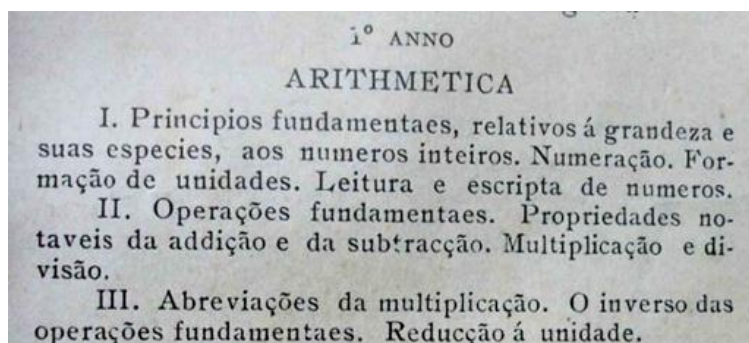 1º ANNO
ARITHMETICA
I. Principios fundamentaes, relativos á grandeza e
suas especies, aos numeros inteiros. Numeração. For-
mação de unidades. Leitura e escripta de numeros.
II. Operações fundamentaes. Propriedades no-
taveis da addição e da subtracção. Multiplicação e di-
visão.
III. Abreviações da multiplicação. O inverso das
operações fundamentaes. Reducção á unidade.